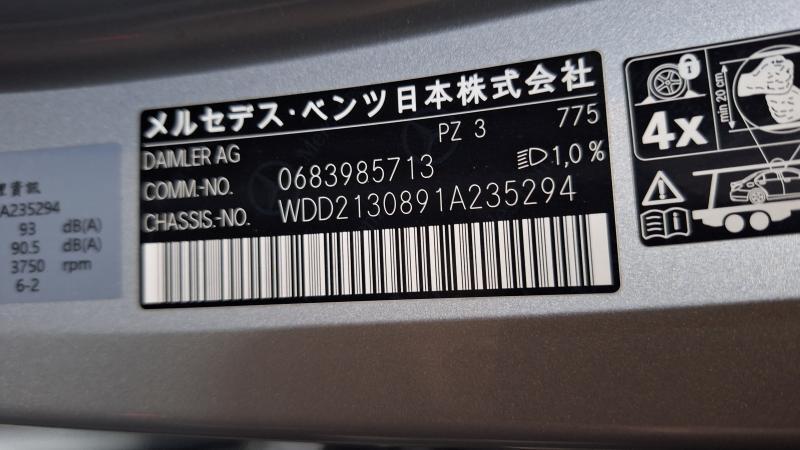 メルセデス・ベンツ日本株式会社
PZ 3 775
DAIMLER AG
COMM.-NO. 0683985713 1,0 %
CHASSIS.-NO. WDD2130891A235294
資訊
A235294
93 dB(A)
90.5 dB(A)
3750 rpm
6-2
4x
min 20 cm